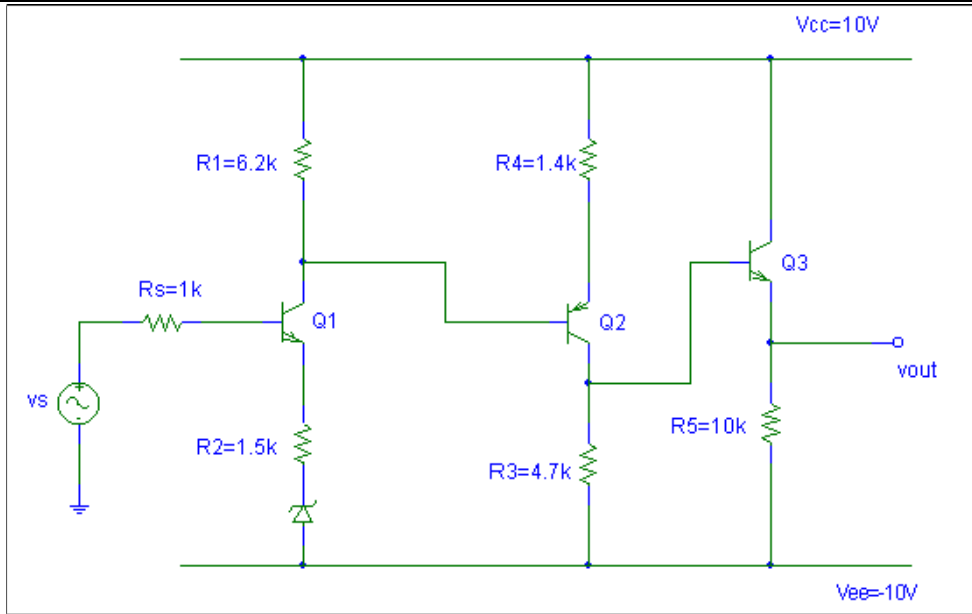 Vcc=10V
R1=6.2k
R4=1.4k
Q3
Rs=1k
Q1
Q2
vout
vs
+
-
R5=10k
R2=1.5k
R3=4.7k
Vee=-10V